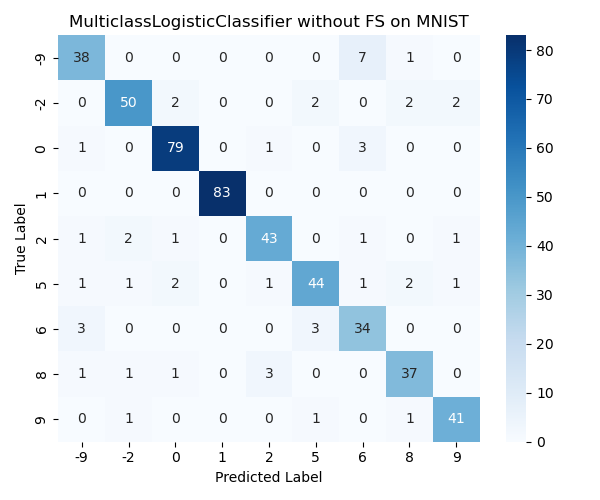 MulticlassLogisticClassifier without FS on MNIST
True Label
-9 38 0 0 0 0 0 7 1 0
-2 0 50 2 0 0 2 0 2 2
0 1 0 79 0 1 0 3 0 0
1 0 0 0 83 0 0 0 0 0
2 1 2 1 0 43 0 1 0 1
5 1 1 2 0 1 44 1 2 1
6 3 0 0 0 0 3 34 0 0
8 1 1 1 0 3 0 0 37 0
9 0 1 0 0 0 1 0 1 41
-9 -2 0 1 2 5 6 8 9
Predicted Label
80
70
60
50
40
30
20
10
0